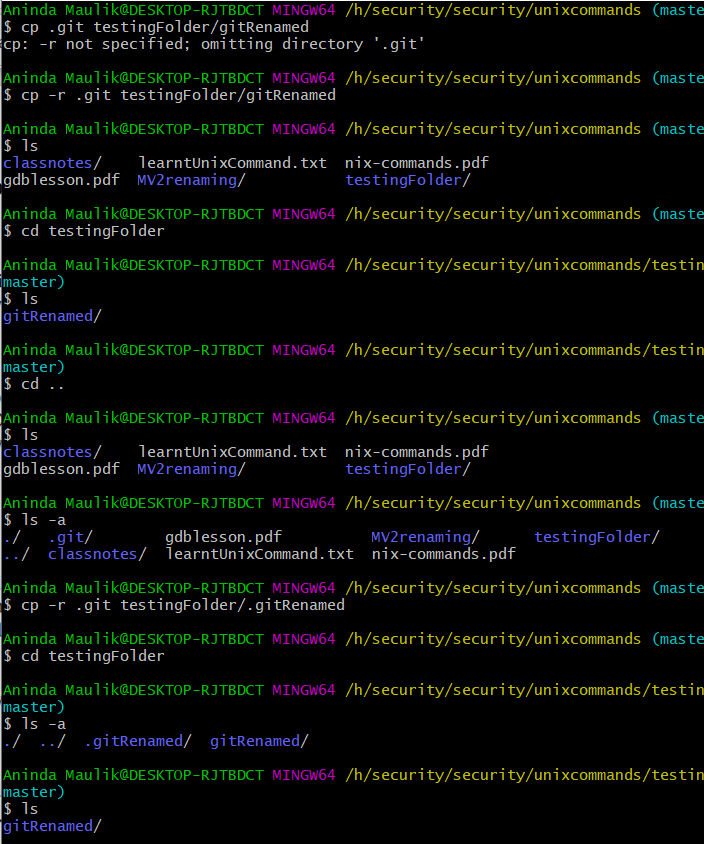 Aninda Maulik@DESKTOP-RJTBDCT MINGW64 /h/security/security/unixcommands (maste
$ cp .git testingFolder/gitRenamed
cp: -r not specified; omitting directory '.git'
Aninda Maulik@DESKTOP-RJTBDCT MINGW64 /h/security/security/unixcommands (maste
$ cp -r .git testingFolder/gitRenamed
Aninda Maulik@DESKTOP-RJTBDCT MINGW64 /h/security/security/unixcommands (maste
$ ls
classnotes/    learntUnixCommand.txt  nix-commands.pdf
gdblesson.pdf  MV2renaming/           testingFolder/
Aninda Maulik@DESKTOP-RJTBDCT MINGW64 /h/security/security/unixcommands (maste
$ cd testingFolder
Aninda Maulik@DESKTOP-RJTBDCT MINGW64 /h/security/security/unixcommands/testin
master)
$ ls
gitRenamed/
Aninda Maulik@DESKTOP-RJTBDCT MINGW64 /h/security/security/unixcommands/testin
master)
$ cd ..
Aninda Maulik@DESKTOP-RJTBDCT MINGW64 /h/security/security/unixcommands (maste
$ ls
classnotes/    learntUnixCommand.txt  nix-commands.pdf
gdblesson.pdf  MV2renaming/           testingFolder/
Aninda Maulik@DESKTOP-RJTBDCT MINGW64 /h/security/security/unixcommands (maste
$ ls -a
./   .git/        gdblesson.pdf          MV2renaming/      testingFolder/
../  classnotes/  learntUnixCommand.txt  nix-commands.pdf
Aninda Maulik@DESKTOP-RJTBDCT MINGW64 /h/security/security/unixcommands (maste
$ cp -r .git testingFolder/.gitRenamed
Aninda Maulik@DESKTOP-RJTBDCT MINGW64 /h/security/security/unixcommands (maste
$ cd testingFolder
Aninda Maulik@DESKTOP-RJTBDCT MINGW64 /h/security/security/unixcommands/testin
master)
$ ls -a
./  ../  .gitRenamed/  gitRenamed/
Aninda Maulik@DESKTOP-RJTBDCT MINGW64 /h/security/security/unixcommands/testin
master)
$ ls
gitRenamed/